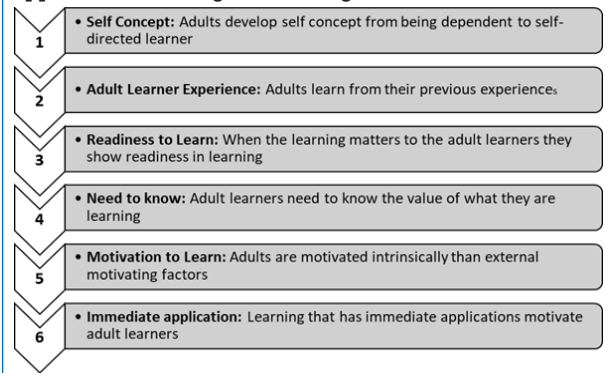 1
• Self Concept: Adults develop self concept from being dependent to self-
directed learner
2
• Adult Learner Experience: Adults learn from their previous experiences
3
• Readiness to Learn: When the learning matters to the adult learners they
show readiness in learning
4
• Need to know: Adult learners need to know the value of what they are
learning
5
• Motivation to Learn: Adults are motivated intrinsically than external
motivating factors
6
• Immediate application: Learning that has immediate applications motivate
adult learners